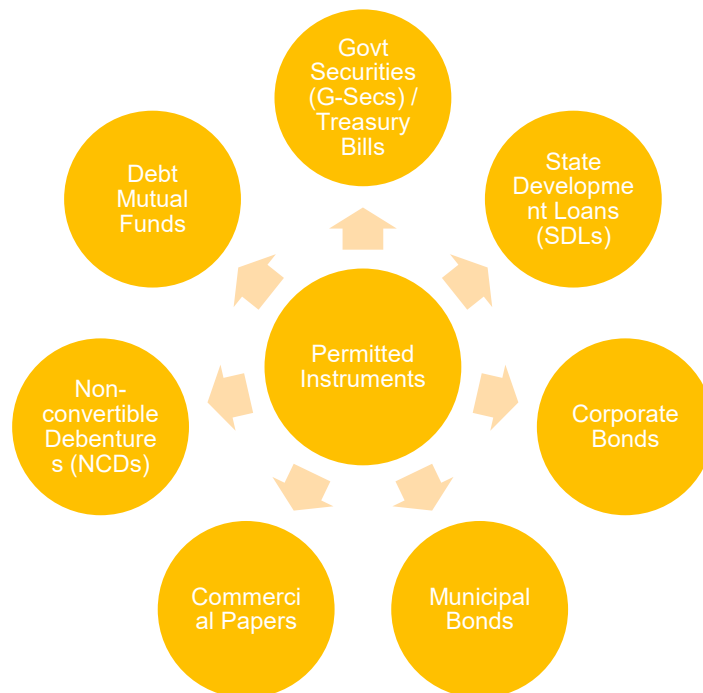 Govt
Securities
(G-Secs) /
Treasury
Bills
State
Developme
nt Loans
(SDLs)
Corporate
Bonds
Municipal
Bonds
Commerci
al Papers
Non-
convertible
Debenture
s (NCDs)
Debt
Mutual
Funds
Permitted
Instruments